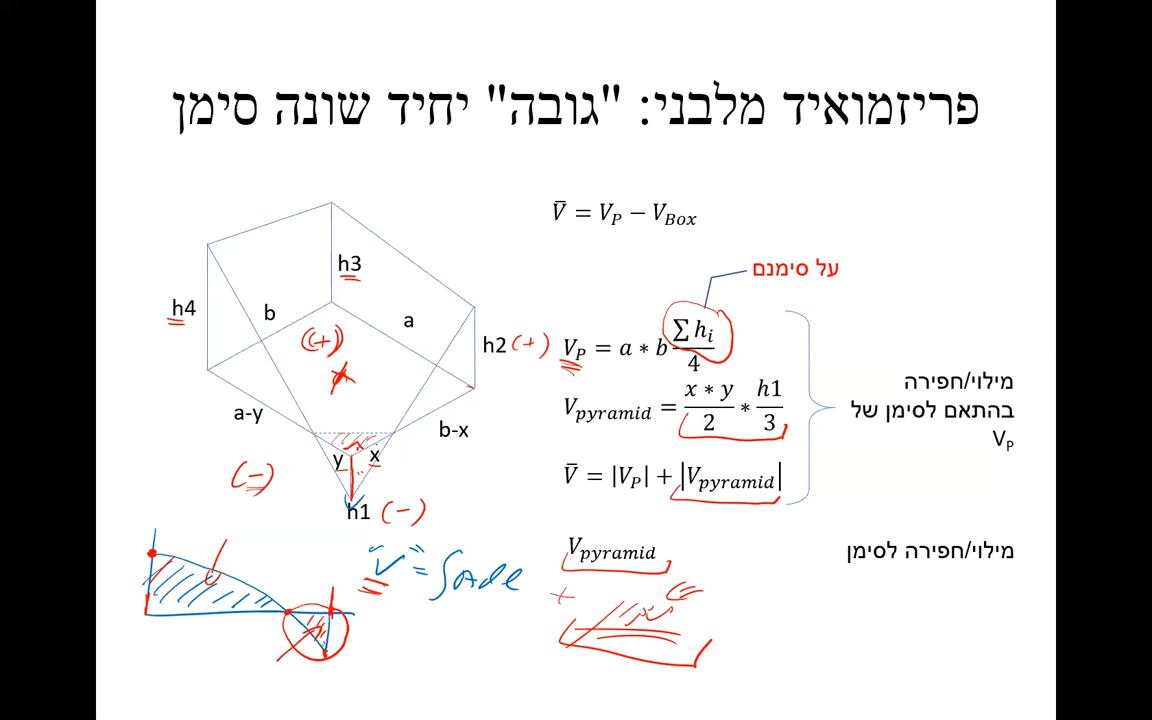 פריזמואיד מלבני: "גובה" יחיד שונה סימן
V̄ = V_P − V_Box
על סימנם
h3
h4
b
a
(+)
h2 (+)
V_P = a * b ∑h_i / 4
V_pyramid = x * y / 2 * h1 / 3
מילוי/חפירה
בהתאם לסימן של
V_P
a-y
b-x
y
x
(−)
V̄ = |V_P| + |V_pyramid|
h1 (−)
"V" = ∫
V_pyramid
מילוי/חפירה לסימן
+